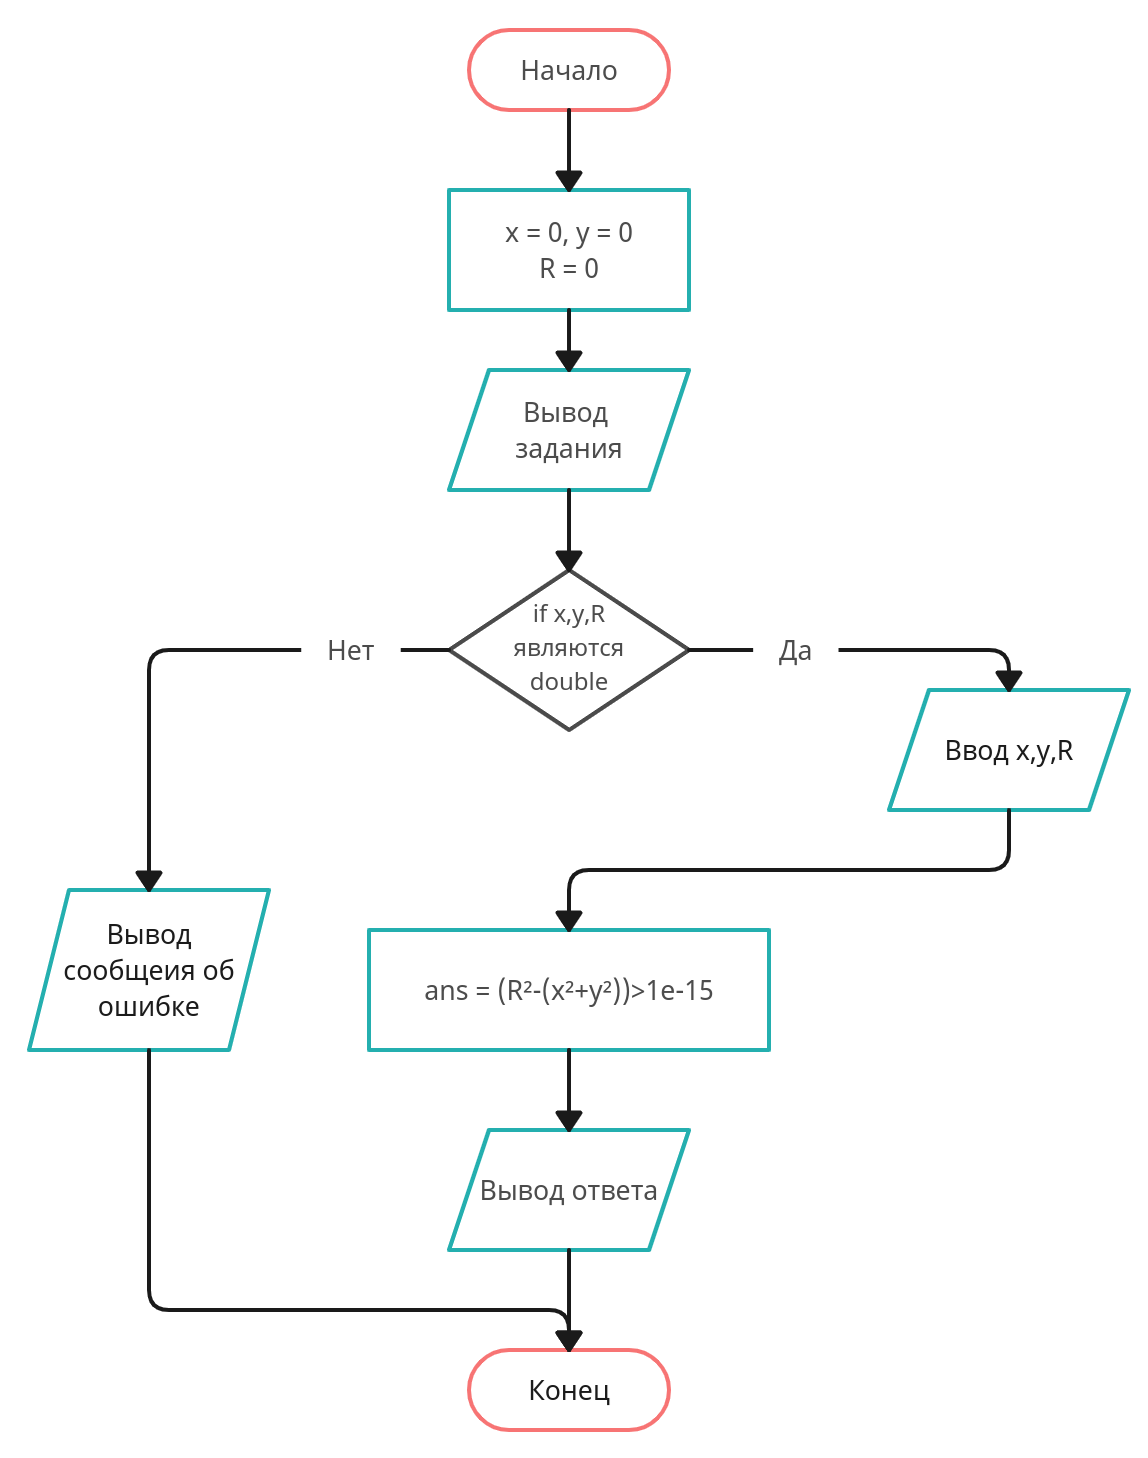 Начало
x = 0, y = 0
R = 0
Вывод
задания
if x,y,R
являются
double
Нет
Да
Ввод x,y,R
Вывод
сообщеия об
ошибке
ans = (R²-(x²+y²))>1e-15
Вывод ответа
Конец